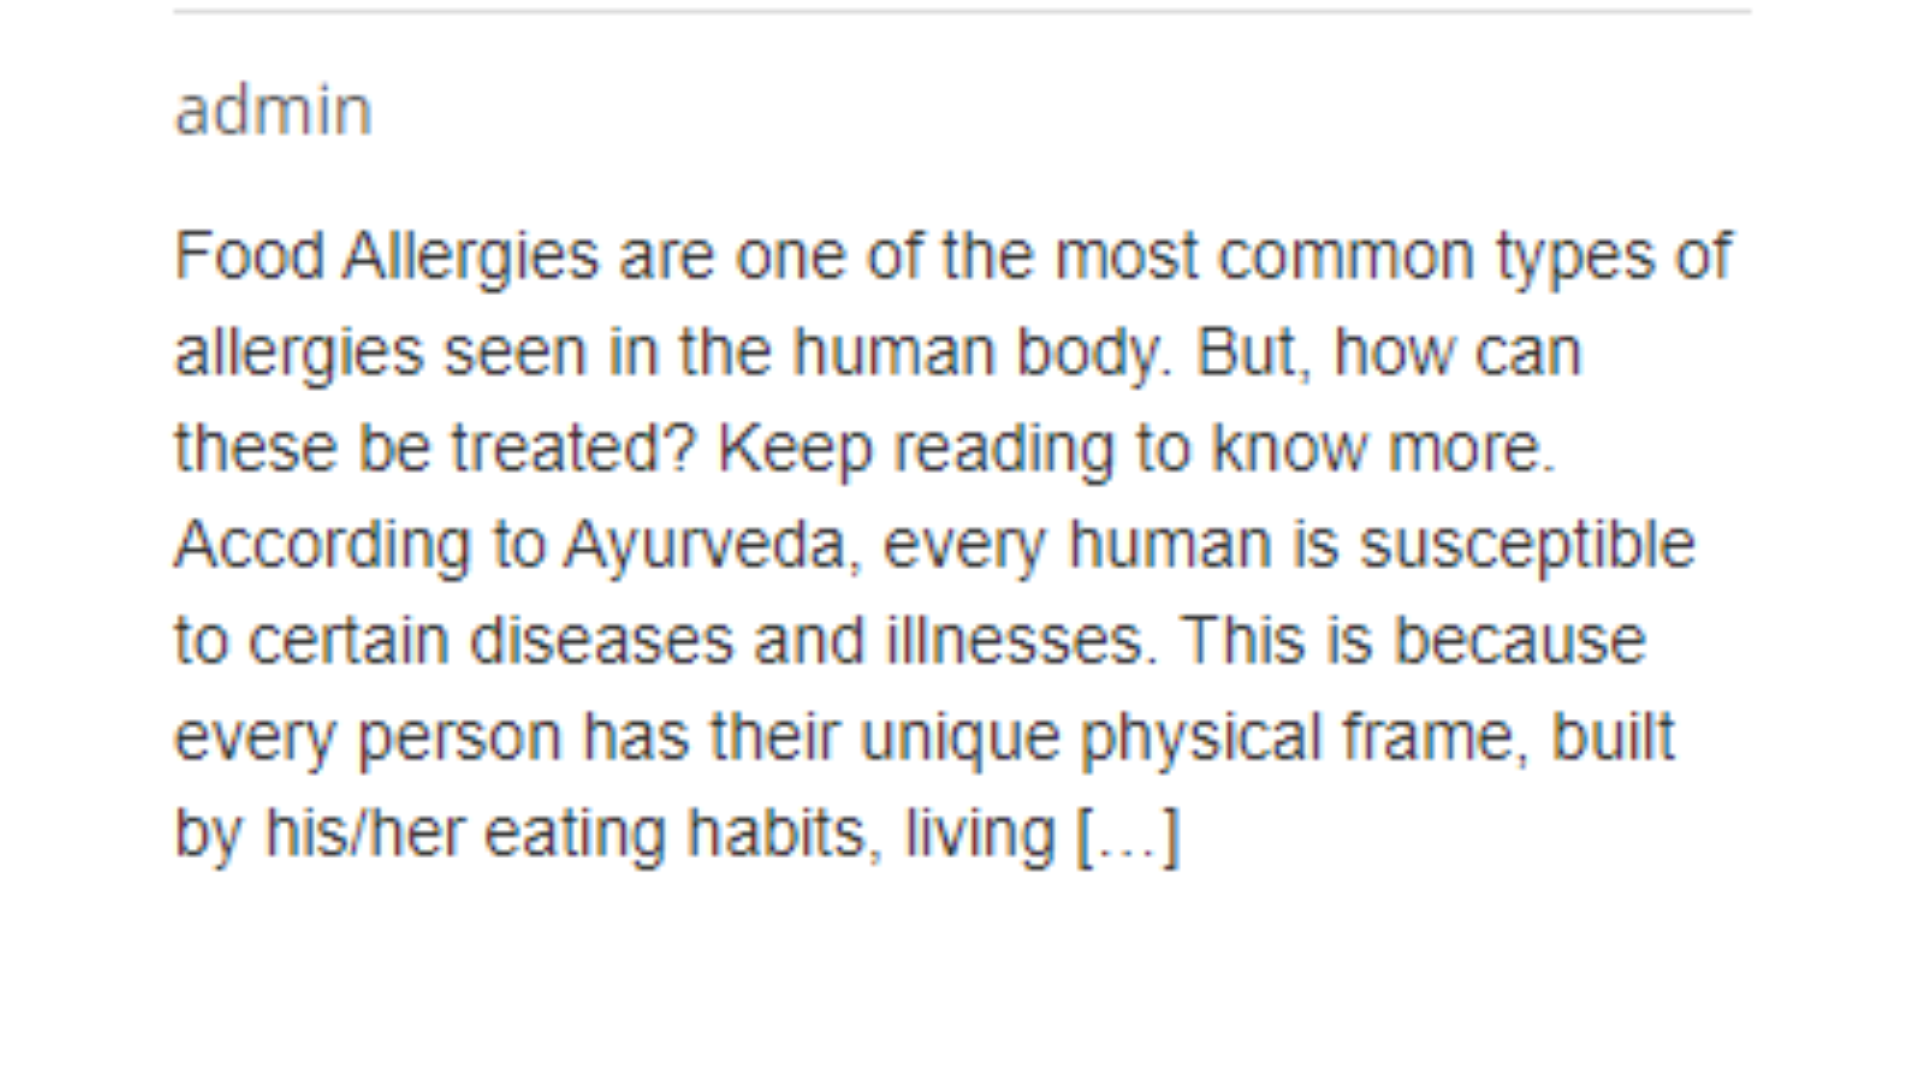 admin
Food Allergies are one of the most common types of
allergies seen in the human body. But, how can
these be treated? Keep reading to know more.
According to Ayurveda, every human is susceptible
to certain diseases and illnesses. This is because
every person has their unique physical frame, built
by his/her eating habits, living […]